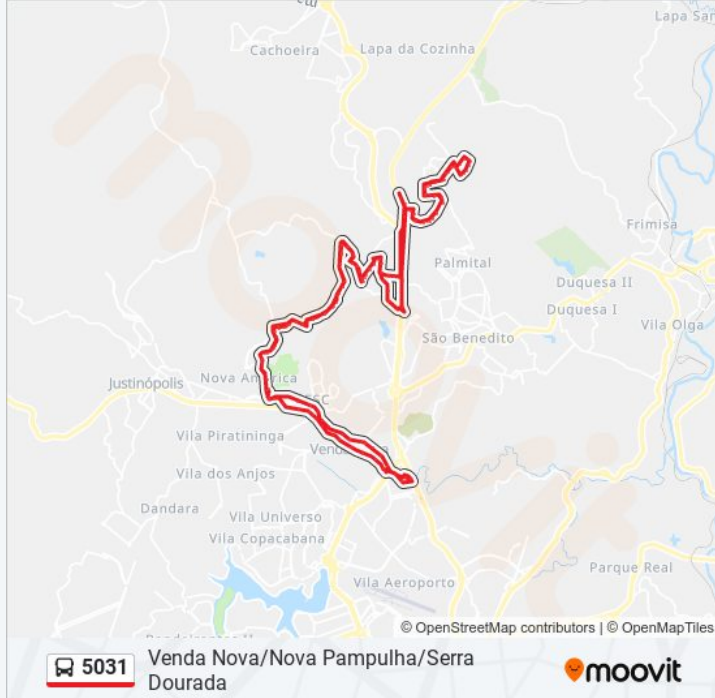 Lapa San
Cachoeira
Lapa da Cozinha
Frimisa
Palmital
Duquesa II
Duquesa I
São Benedito
Vila Olga
Justinópolis
Nova América
Vila Piratininga
Vila dos Anjos
Dandara
Vila Universo
Vila Copacabana
Vila Aeroporto
Parque Real
moovit
© OpenStreetMap contributors | © OpenMapTiles
5031
Venda Nova/Nova Pampulha/Serra
Dourada
moovit